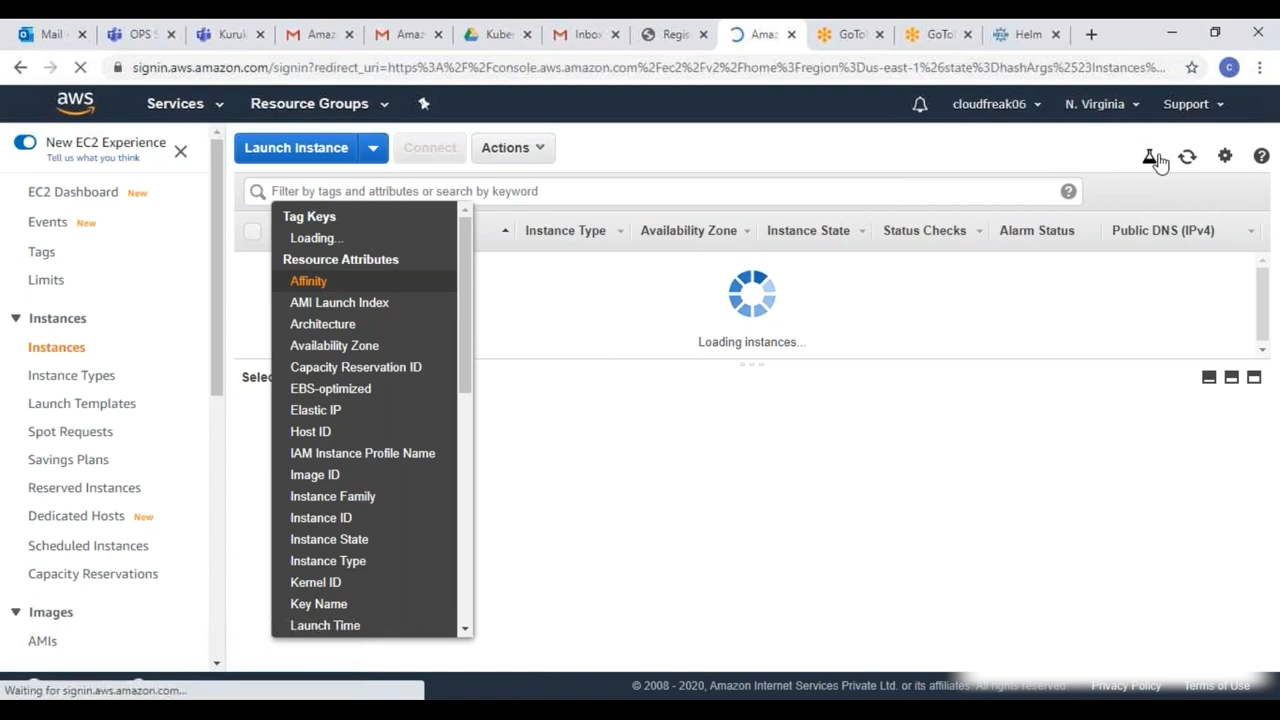 Mail -
OPS S
Kuruk
Amaz
Amaz
Kuber
Inbox
Regis
Amaz
GoTo
GoTo
Helm
signin.aws.amazon.com/signin?redirect_uri=https%3A%2F%2Fconsole.aws.amazon.com%2Fec2%2Fv2%2Fhome%3Fregion%3Dus-east-1%26state%3DhashArgs%2523Instances%...
C
aws
Services
Resource Groups
cloudfreak06
N. Virginia
Support
New EC2 Experience
Tell us what you think
EC2 Dashboard New
Events New
Tags
Limits
Instances
Instances
Instance Types
Launch Templates
Spot Requests
Savings Plans
Reserved Instances
Dedicated Hosts New
Scheduled Instances
Capacity Reservations
Images
AMIs
Launch Instance
Connect
Actions
Filter by tags and attributes or search by keyword
Instance Type
Availability Zone
Instance State
Status Checks
Alarm Status
Public DNS (IPv4)
Tag Keys
Loading...
Resource Attributes
Affinity
AMI Launch Index
Architecture
Availability Zone
Capacity Reservation ID
EBS-optimized
Elastic IP
Host ID
IAM Instance Profile Name
Image ID
Instance Family
Instance ID
Instance State
Instance Type
Kernel ID
Key Name
Launch Time
Loading instances...
Selec
Waiting for signin.aws.amazon.com...
© 2008 - 2020, Amazon Internet Services Private Ltd. or its affiliates. All rights reserved.
Privacy Policy
Terms of Use